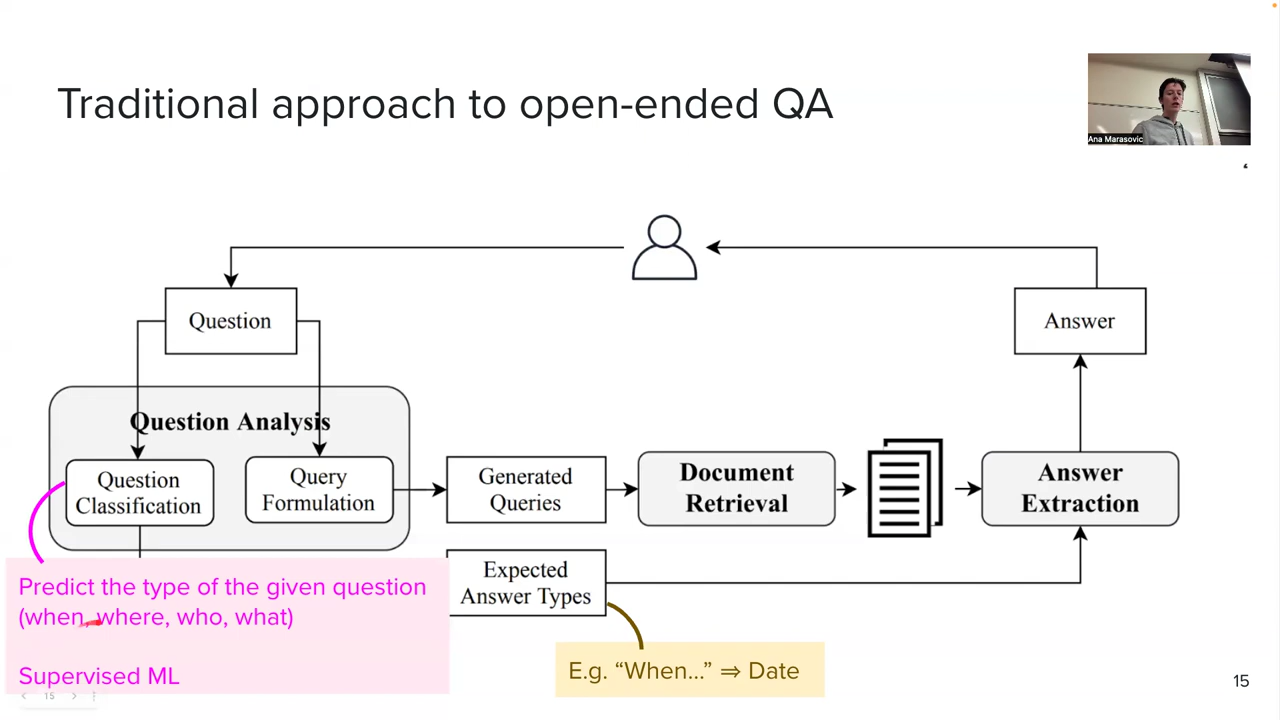 Traditional approach to open-ended QA
Ana Marasovic
Question
Answer
Question Analysis
Question
Classification
Query
Formulation
Generated
Queries
Document
Retrieval
Answer
Extraction
Expected
Answer Types
Predict the type of the given question
(when, where, who, what)
Supervised ML
E.g. “When...” ⇒ Date
15
15